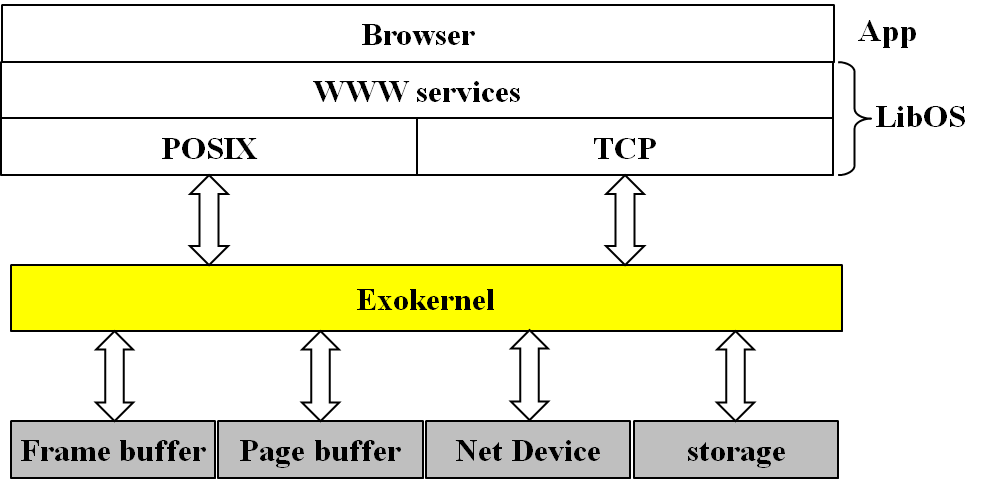 Browser
App
WWW services
LibOS
POSIX
TCP
Exokernel
Frame buffer
Page buffer
Net Device
storage